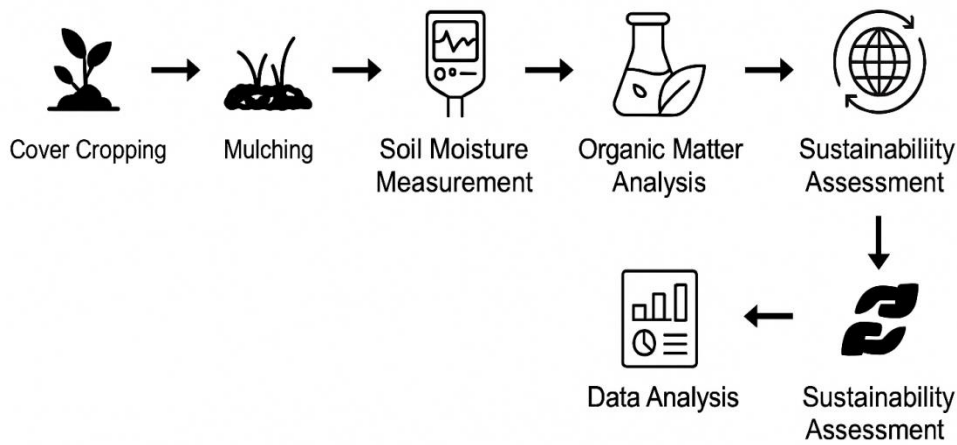 Cover Cropping
Mulching
Soil Moisture
Measurement
Organic Matter
Analysis
Sustainabiliity
Assessment
Data Analysis
Sustainability
Assessment